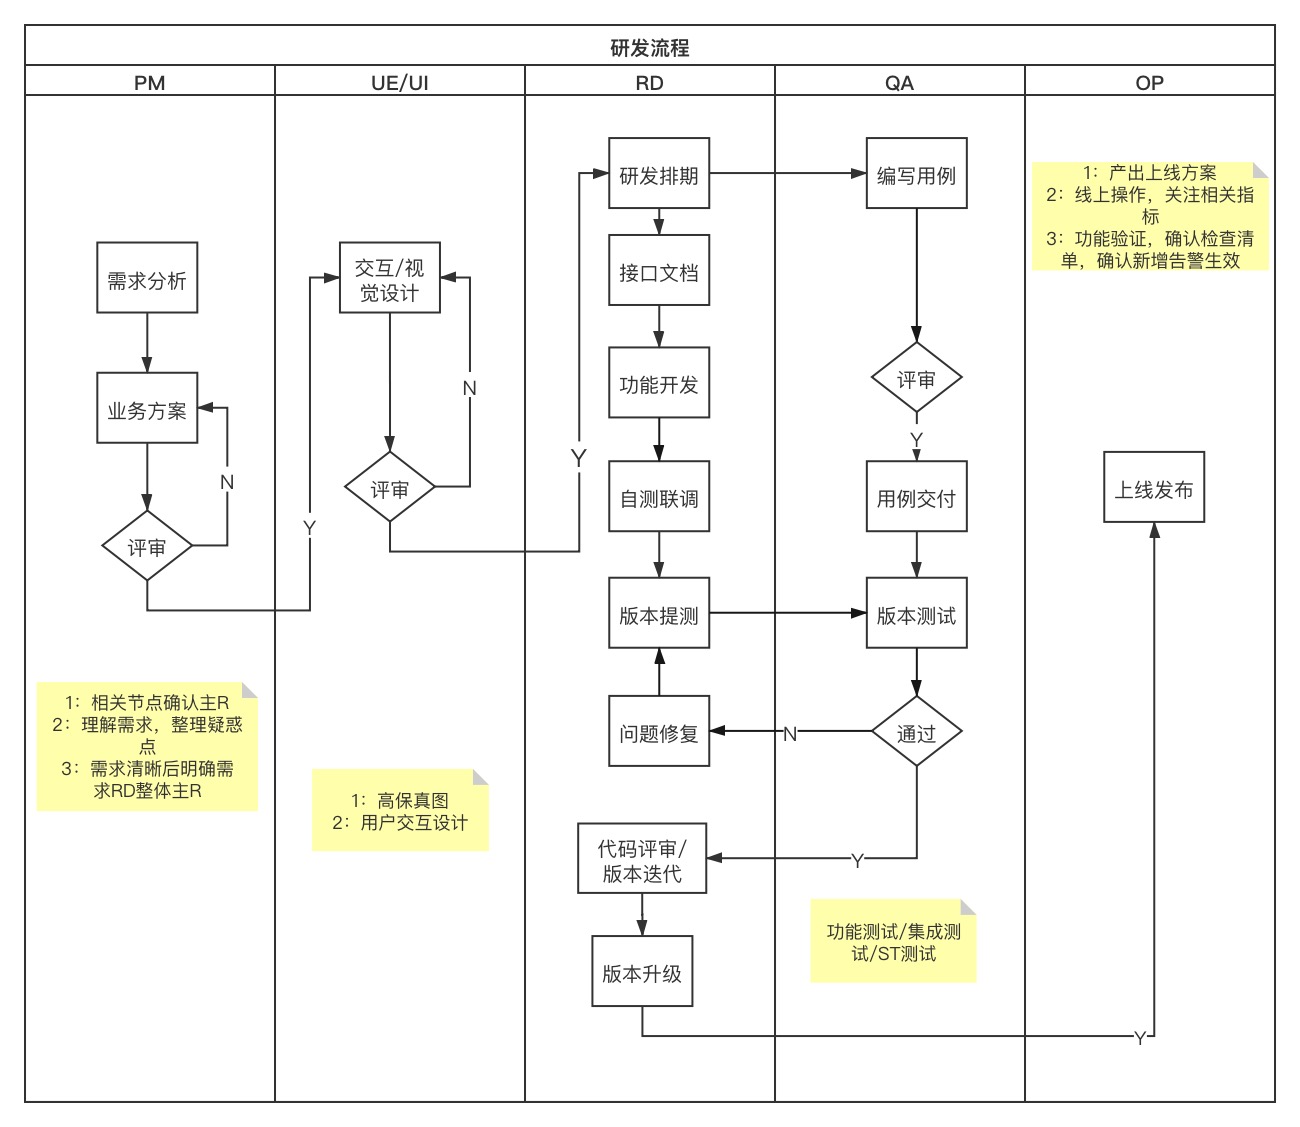 研发流程
PM
UE/UI
RD
QA
OP
需求分析
业务方案
N
评审
1：相关节点确认主R
2：理解需求，整理疑惑
点
3：需求清晰后明确需
求RD整体主R
Y
交互/视
觉设计
N
评审
1：高保真图
2：用户交互设计
Y
研发排期
接口文档
功能开发
自测联调
版本提测
问题修复
代码评审/
版本迭代
版本升级
编写用例
评审
Y
用例交付
版本测试
通过
N
Y
功能测试/集成测
试/ST测试
1：产出上线方案
2：线上操作，关注相关指
标
3：功能验证，确认检查清
单，确认新增告警生效
上线发布
Y